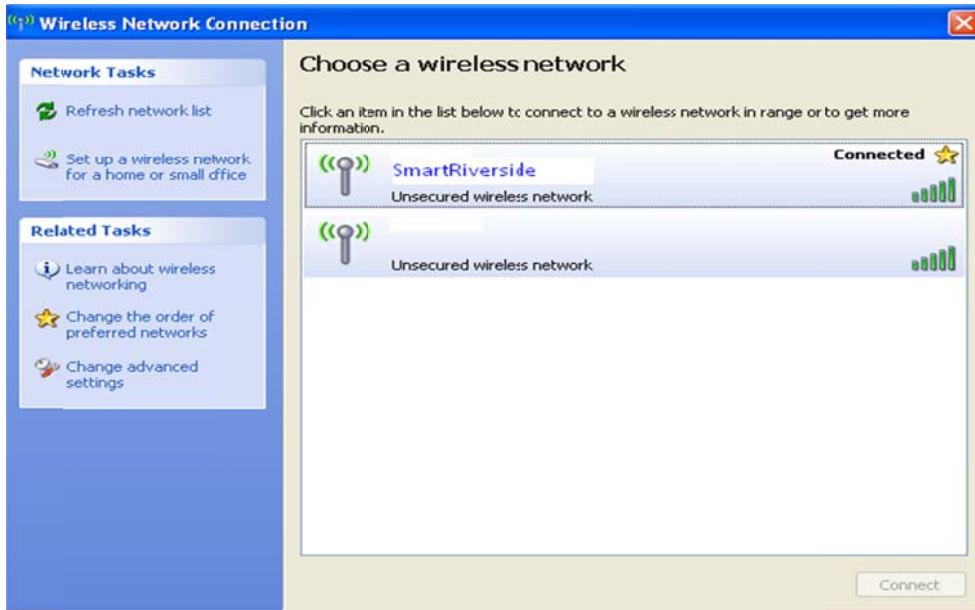 Wireless Network Connection
Network Tasks
Refresh network list
Set up a wireless network
for a home or small office
Related Tasks
Learn about wireless
networking
Change the order of
preferred networks
Change advanced
settings
Choose a wireless network
Click an item in the list below to connect to a wireless network in range or to get more
information.
SmartRiverside
Connected
Unsecured wireless network
Unsecured wireless network
Connect